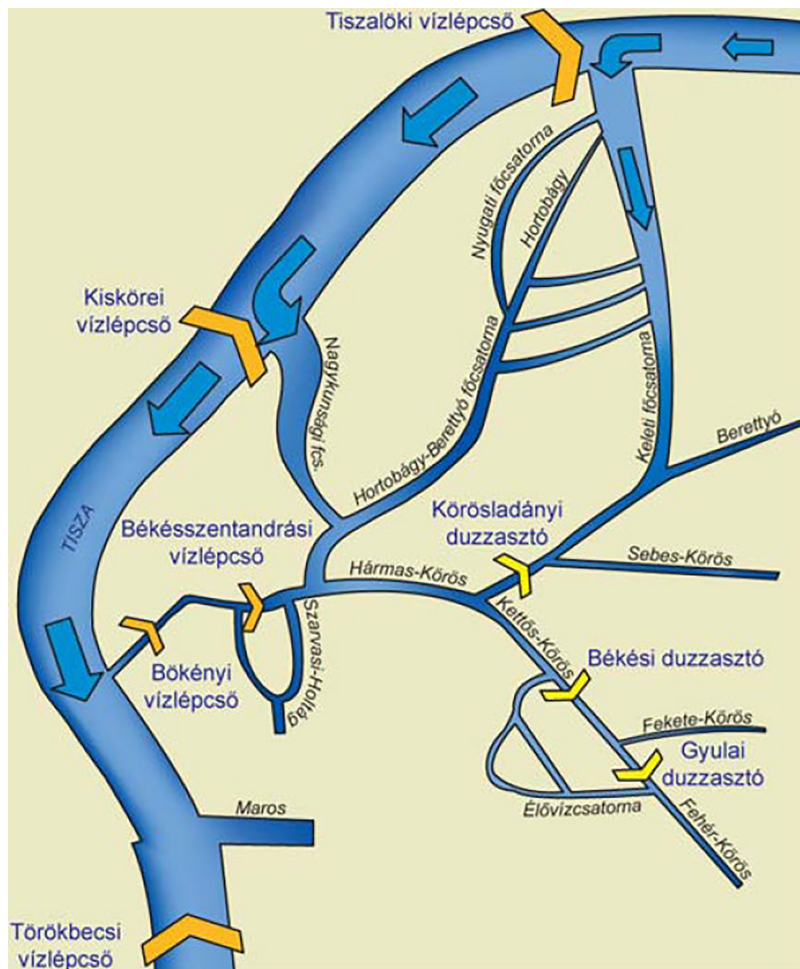 Tiszalöki vízlépcső
Nyugati főcsatorna
Hortobágy
Kiskörei
vízlépcső
Nagykunsági fcs.
Hortobágy-Berettyó főcsatorna
Keleti főcsatorna
Berettyó
TISZA
Békésszentandrási
vízlépcső
Körösladányi
duzzasztó
Sebes-Körös
Hármas-Körös
Kettős-Körös
Szarvasi-Holtág
Bökényi
vízlépcső
Békési duzzasztó
Fekete-Körös
Gyulai
duzzasztó
Élővízcsatorna
Fehér-Körös
Maros
Törökbecsi
vízlépcső